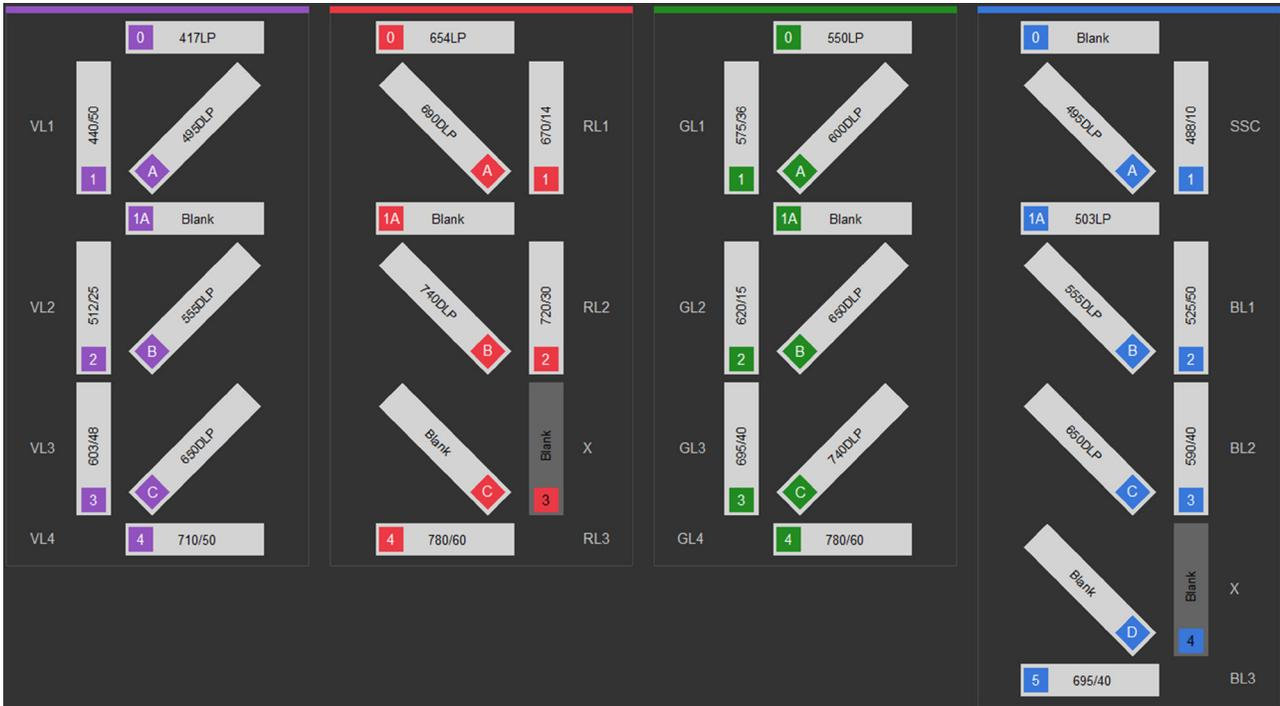 0 417LP
VL1 440/50 1 495DLP A
1A Blank
VL2 512/25 2 555DLP B
VL3 603/48 3 650DLP C
VL4 4 710/50
0 654LP
690DLP A 670/14 1 RL1
1A Blank
740DLP B 720/30 2 RL2
Blank C Blank 3 X
4 780/60 RL3
0 550LP
GL1 575/36 1 600DLP A
1A Blank
GL2 620/15 2 650DLP B
GL3 695/40 3 740DLP C
GL4 4 780/60
0 Blank
495DLP A 488/10 1 SSC
1A 503LP
555DLP B 525/50 2 BL1
650DLP C 590/40 3 BL2
Blank D Blank 4 X
5 695/40 BL3